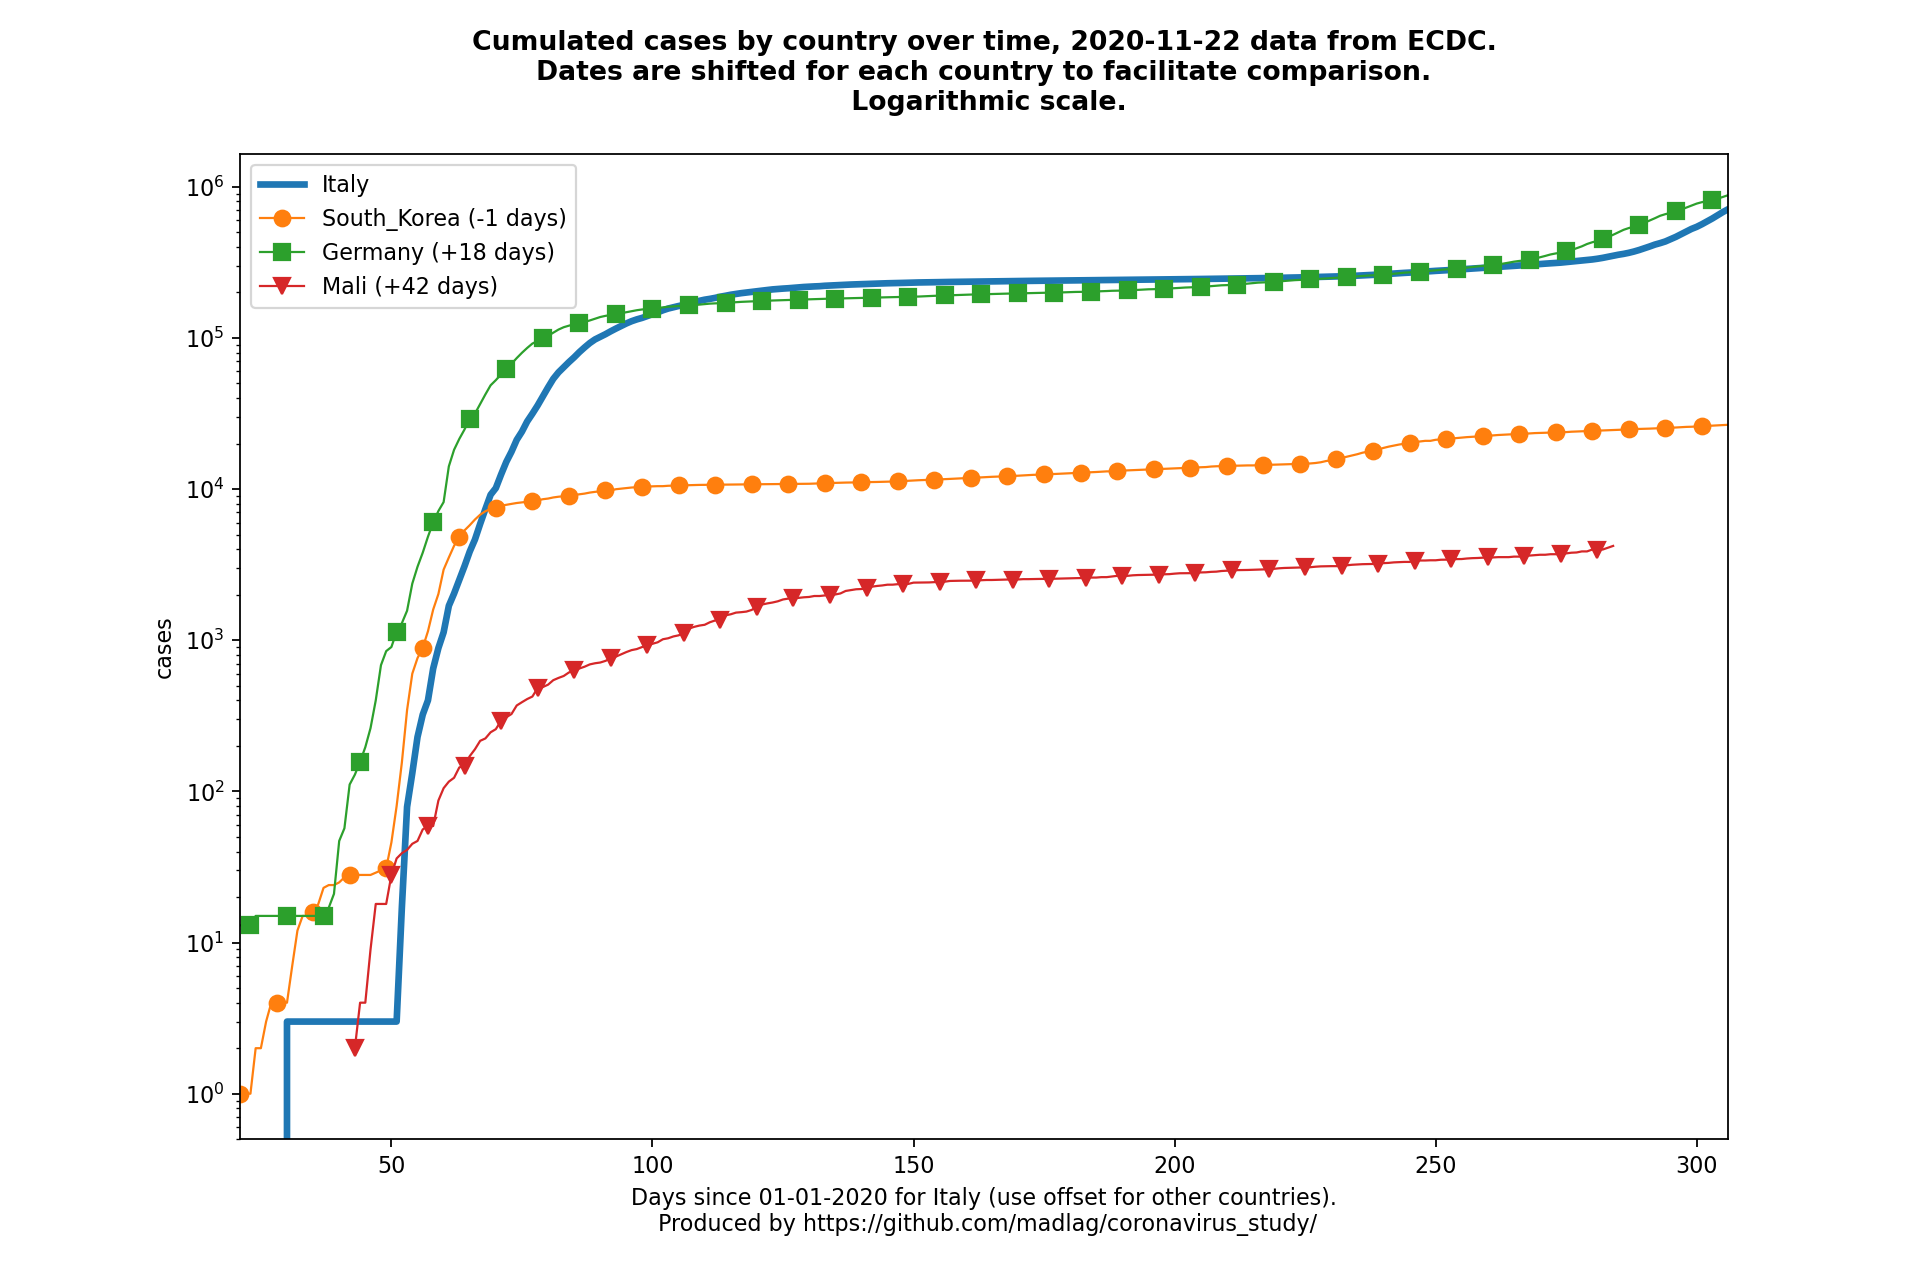 Cumulated cases by country over time, 2020-11-22 data from ECDC.
Dates are shifted for each country to facilitate comparison.
Logarithmic scale.
Italy
South_Korea (-1 days)
Germany (+18 days)
Mali (+42 days)
cases
10^6
10^5
10^4
10^3
10^2
10^1
10^0
50 100 150 200 250 300
Days since 01-01-2020 for Italy (use offset for other countries).
Produced by https://github.com/madlag/coronavirus_study/